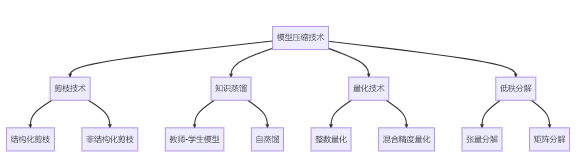 模型压缩技术
剪枝技术
知识蒸馏
量化技术
低秩分解
结构化剪枝
非结构化剪枝
教师-学生模型
自蒸馏
整数量化
混合精度量化
张量分解
矩阵分解